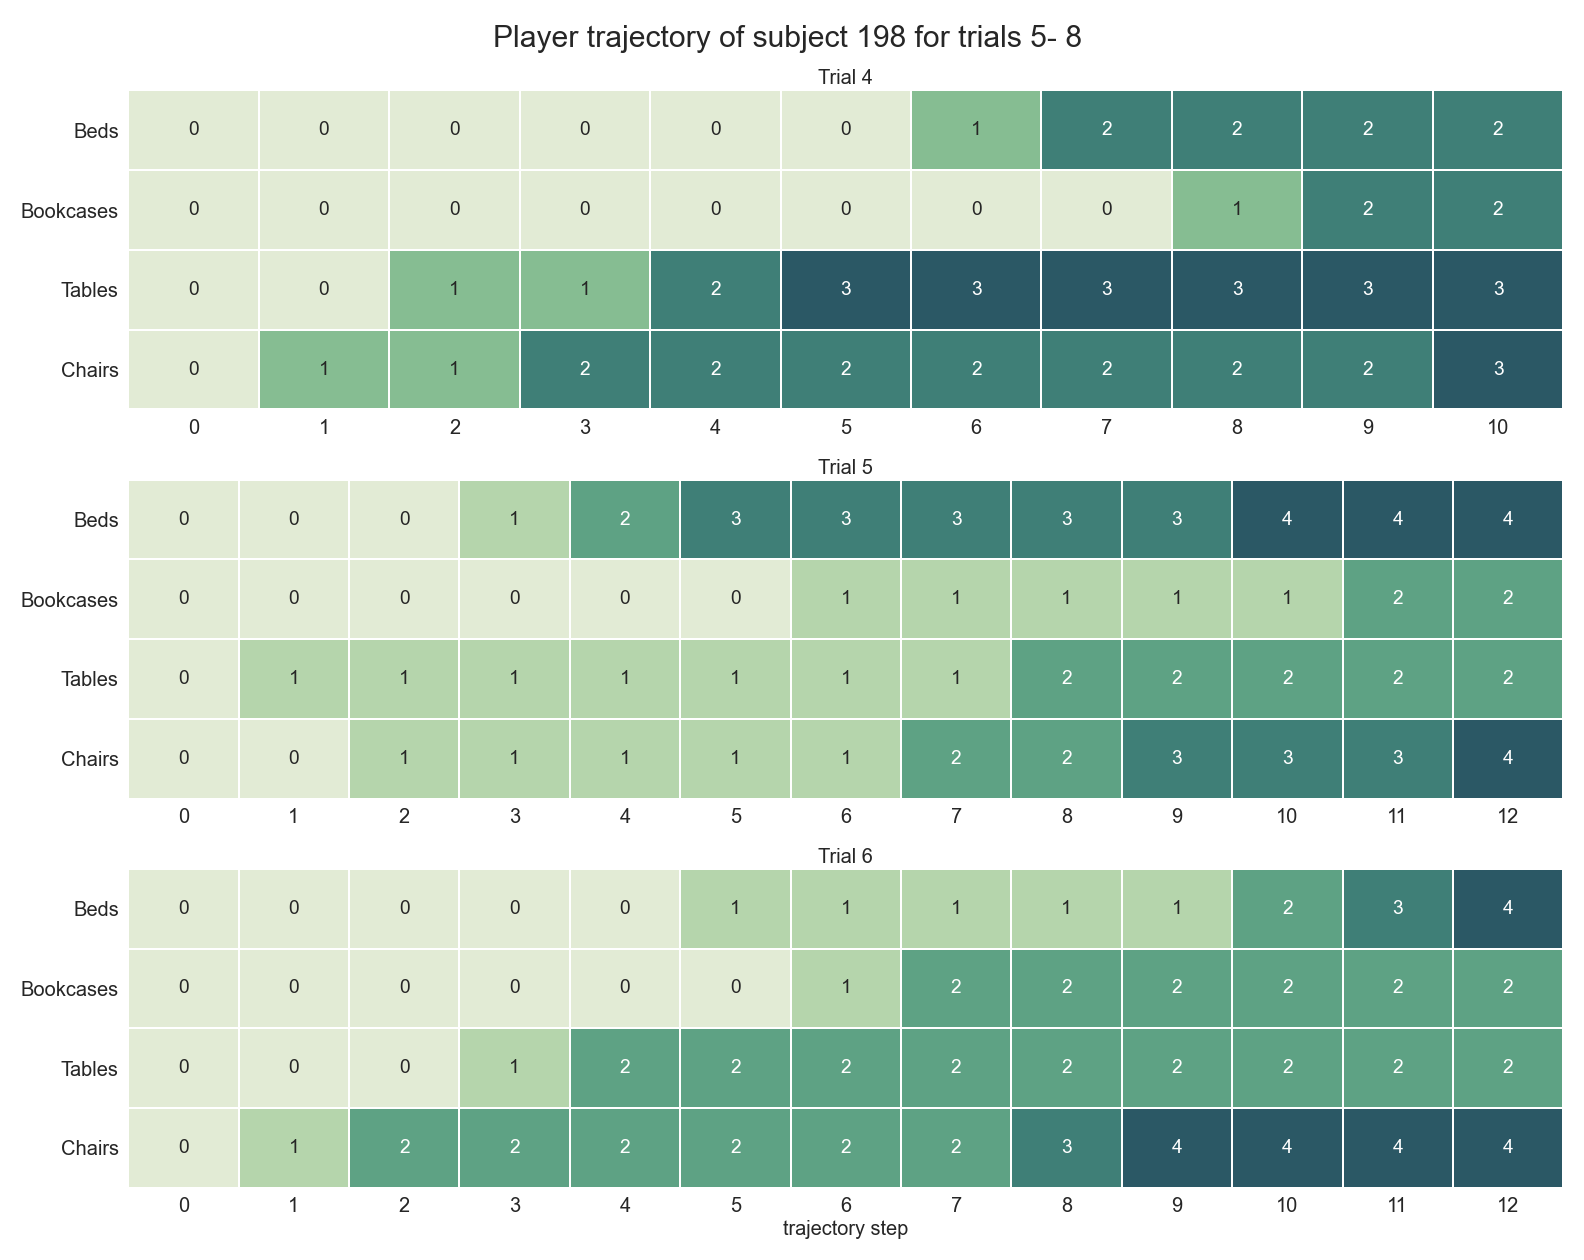 Player trajectory of subject 198 for trials 5- 8
Trial 4
Beds 0 0 0 0 0 0 1 2 2 2 2
Bookcases 0 0 0 0 0 0 0 0 1 2 2
Tables 0 0 1 1 2 3 3 3 3 3 3
Chairs 0 1 1 2 2 2 2 2 2 2 3
0 1 2 3 4 5 6 7 8 9 10
Trial 5
Beds 0 0 0 1 2 3 3 3 3 3 4 4 4
Bookcases 0 0 0 0 0 0 1 1 1 1 1 2 2
Tables 0 1 1 1 1 1 1 1 2 2 2 2 2
Chairs 0 0 1 1 1 1 1 2 2 3 3 3 4
0 1 2 3 4 5 6 7 8 9 10 11 12
Trial 6
Beds 0 0 0 0 0 1 1 1 1 1 2 3 4
Bookcases 0 0 0 0 0 0 1 2 2 2 2 2 2
Tables 0 0 0 1 2 2 2 2 2 2 2 2 2
Chairs 0 1 2 2 2 2 2 2 3 4 4 4 4
0 1 2 3 4 5 6 7 8 9 10 11 12
trajectory step